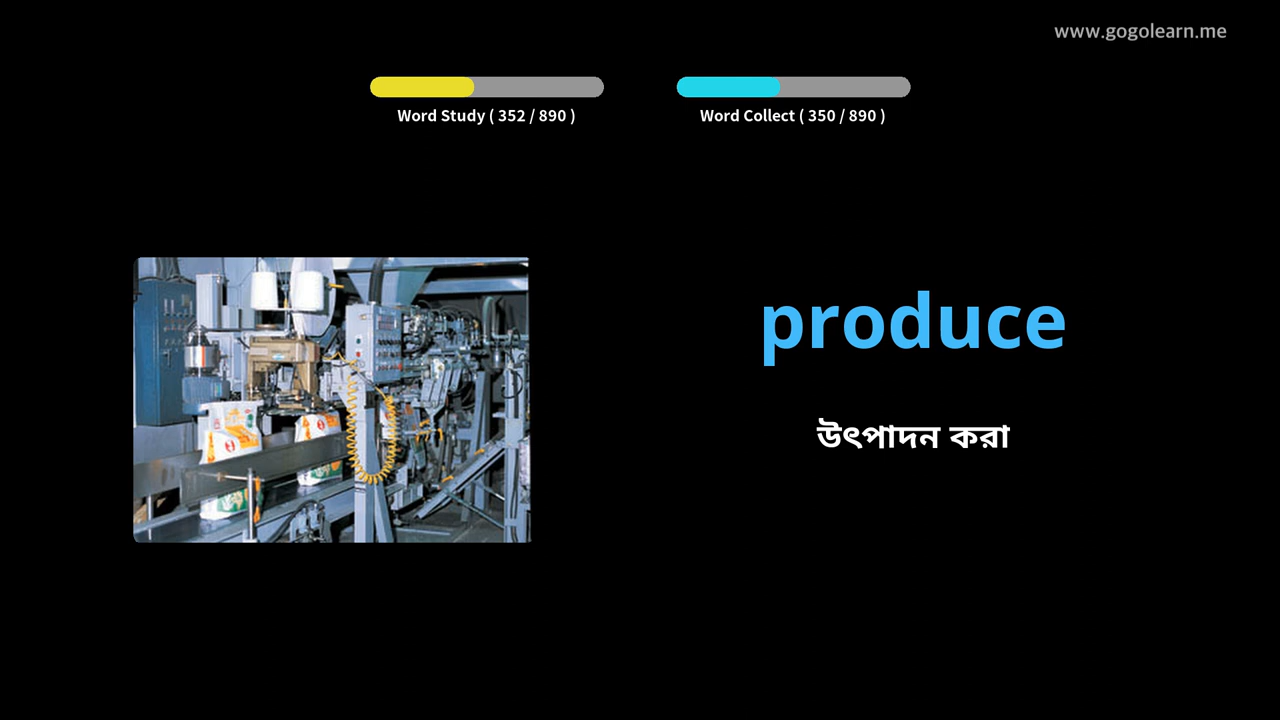 www.gogolearn.me
Word Study ( 352 / 890 )
Word Collect ( 350 / 890 )
produce
উৎপাদন করা